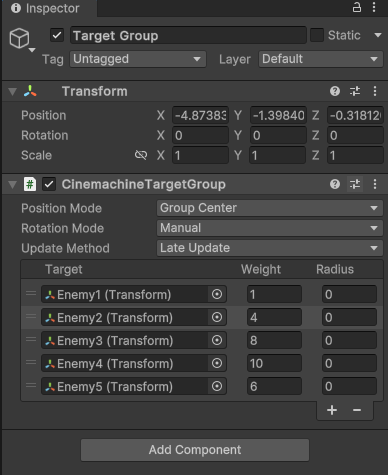 Inspector
Target Group Static
Tag Untagged Layer Default
Transform
Position X -4.87383 Y -1.39840 Z -0.31812
Rotation X 0 Y 0 Z 0
Scale X 1 Y 1 Z 1
# CinemachineTargetGroup
Position Mode Group Center
Rotation Mode Manual
Update Method Late Update
Target Weight Radius
Enemy1 (Transform) 1 0
Enemy2 (Transform) 4 0
Enemy3 (Transform) 8 0
Enemy4 (Transform) 10 0
Enemy5 (Transform) 6 0
+ −
Add Component